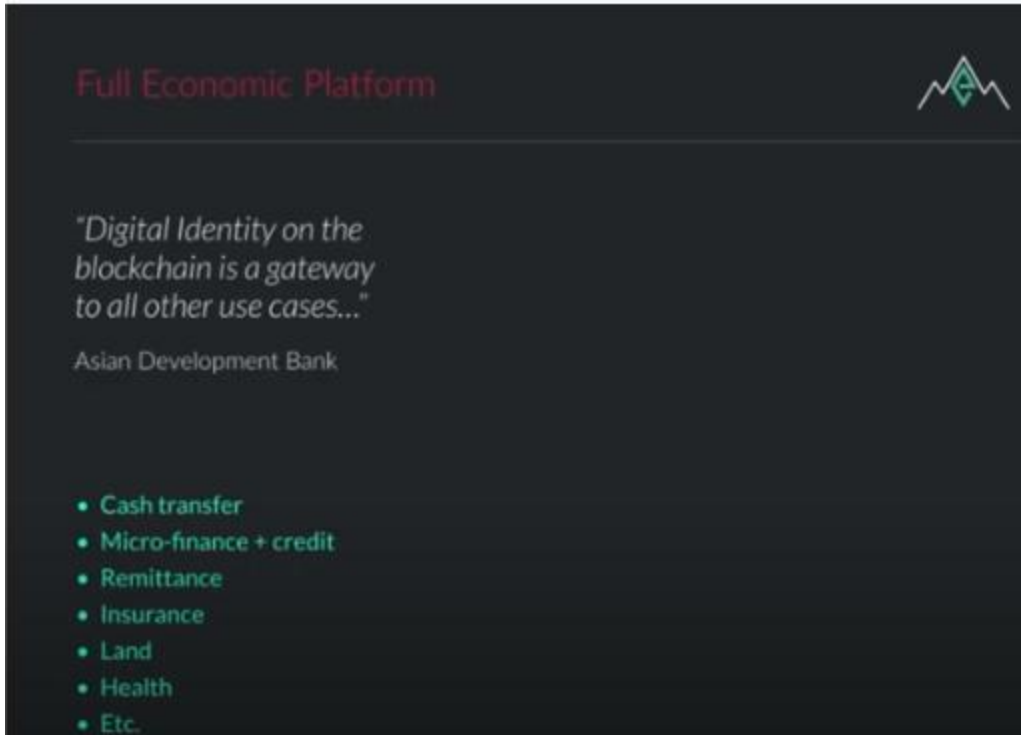 Full Economic Platform
“Digital Identity on the
blockchain is a gateway
to all other use cases...”
Asian Development Bank
• Cash transfer
• Micro-finance + credit
• Remittance
• Insurance
• Land
• Health
• Etc.